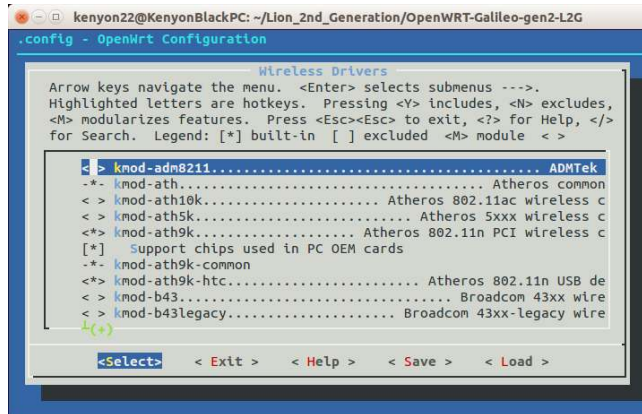 kenyon22@KenyonBlackPC: ~/Lion_2nd_Generation/OpenWRT-Galileo-gen2-L2G
.config - OpenWrt Configuration
Wireless Drivers
Arrow keys navigate the menu. <Enter> selects submenus --->.
Highlighted letters are hotkeys. Pressing <Y> includes, <N> excludes,
<M> modularizes features. Press <Esc><Esc> to exit, <?> for Help, </>
for Search. Legend: [*] built-in [ ] excluded <M> module < >
< > kmod-adm8211......................................... ADMTek
-*- kmod-ath................................... Atheros common
< > kmod-ath10k...................... Atheros 802.11ac wireless c
< > kmod-ath5k.......................... Atheros 5xxx wireless c
<*> kmod-ath9k.................... Atheros 802.11n PCI wireless c
[*] Support chips used in PC OEM cards
-*- kmod-ath9k-common
<*> kmod-ath9k-htc........................ Atheros 802.11n USB de
< > kmod-b43................................. Broadcom 43xx wire
< > kmod-b43legacy..................... Broadcom 43xx-legacy wire
(+)
<Select> < Exit > < Help > < Save > < Load >